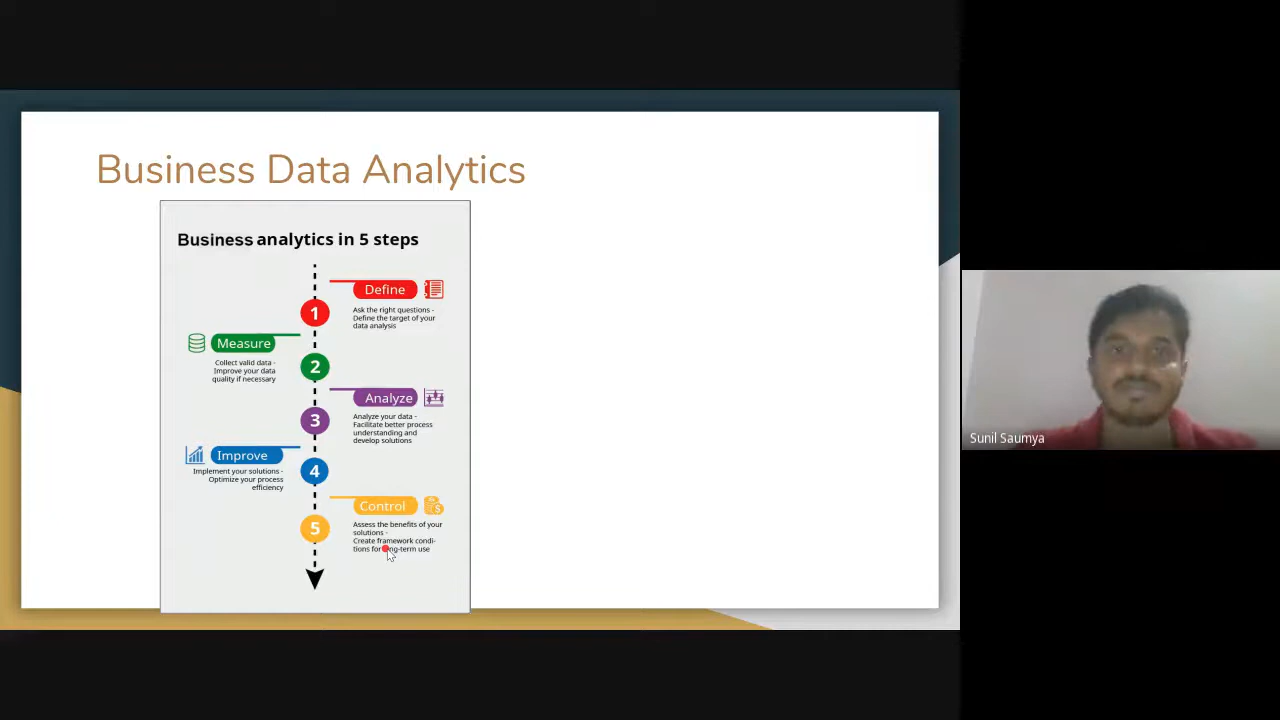 Business Data Analytics
Business analytics in 5 steps
Define
1
Ask the right questions -
Define the target of your
data analysis
Measure
2
Collect valid data -
Improve your data
quality if necessary
Analyze
3
Analyze your data -
Facilitate better process
understanding and
develop solutions
Improve
4
Implement your solutions -
Optimize your process
efficiency
Control
5
Assess the benefits of your
solutions -
Create framework condi-
tions for long-term use
Sunil Saumya